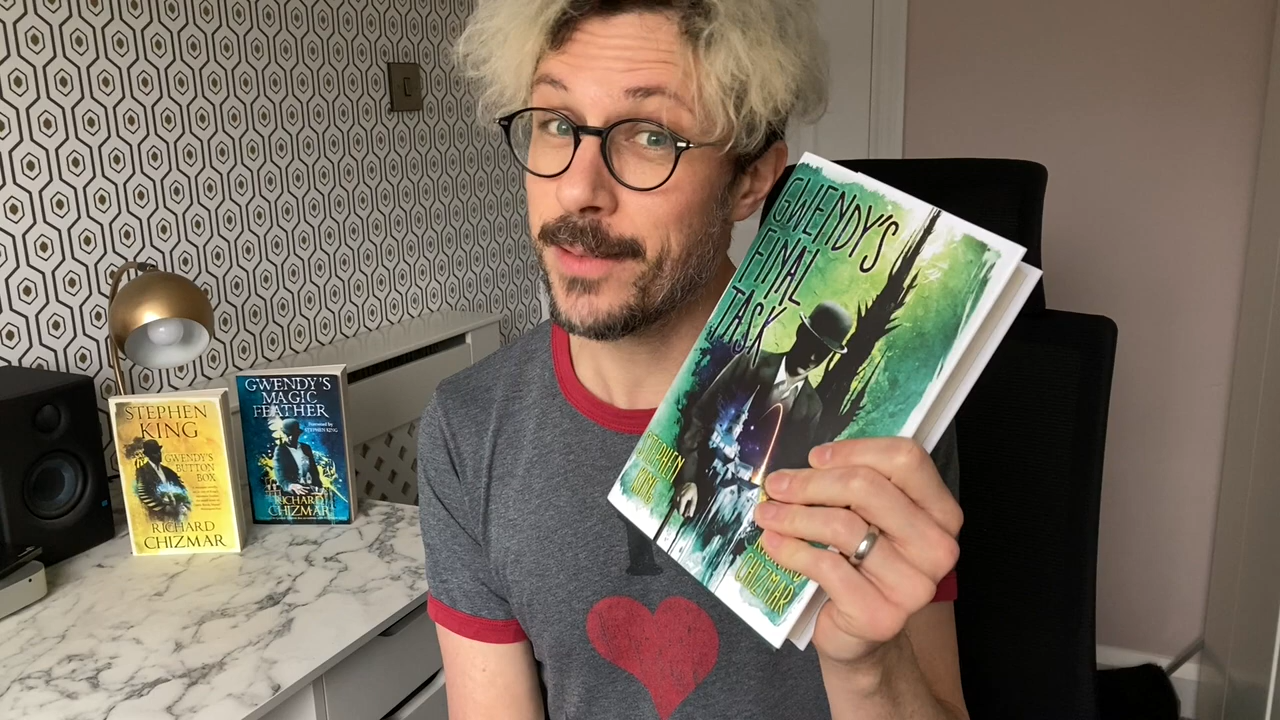 STEPHEN
KING
GWENDY'S
BUTTON
BOX
RICHARD
CHIZMAR
GWENDY'S
MAGIC
FEATHER
Foreword by
STEPHEN KING
RICHARD
CHIZMAR
GWENDY'S
FINAL
TASK
STEPHEN
KING
RICHARD
CHIZMAR
I